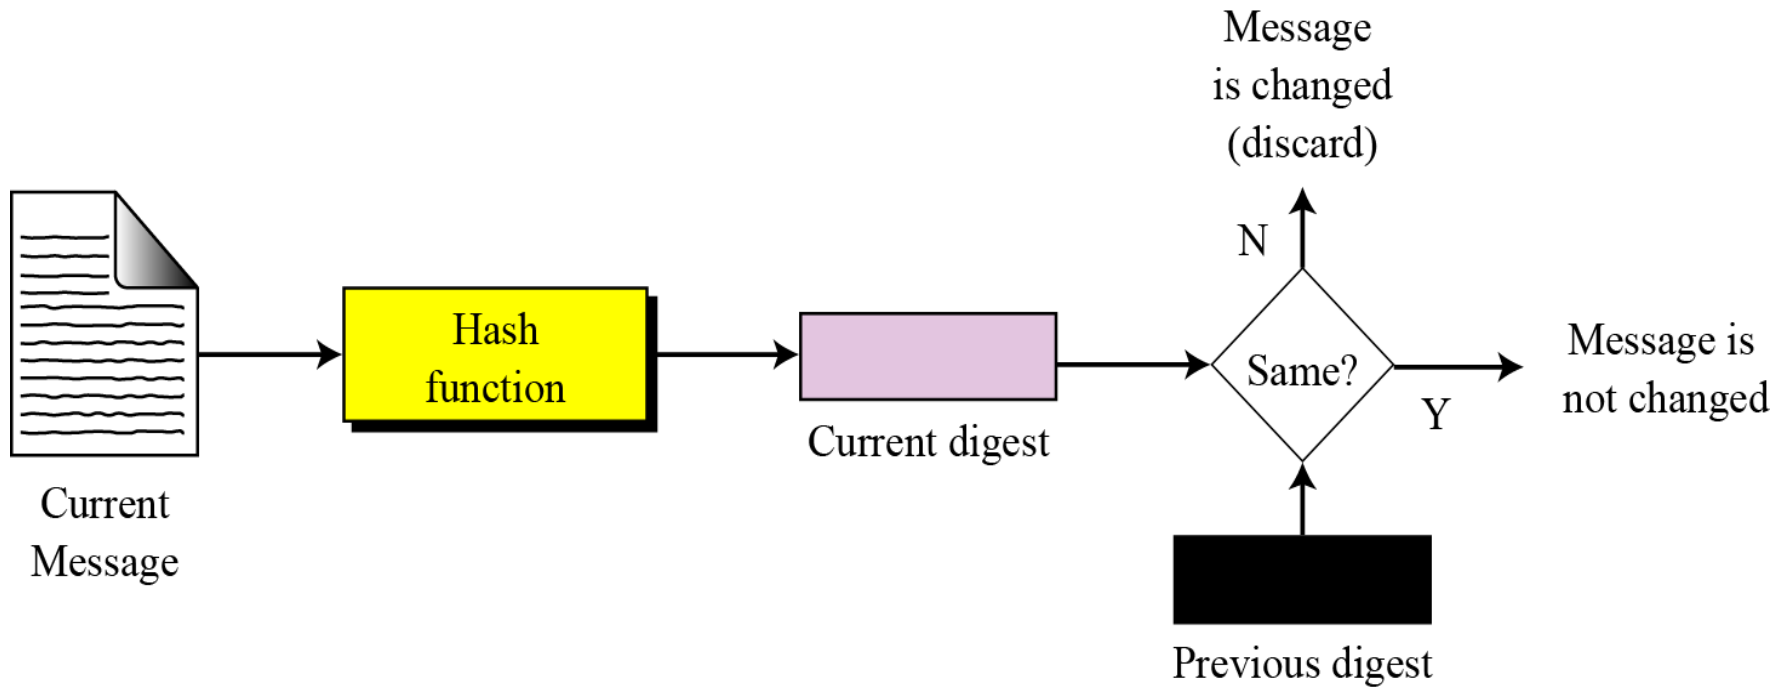 Message
is changed
(discard)
N
Hash
function
Same?
Message is
not changed
Y
Current digest
Current
Message
Previous digest